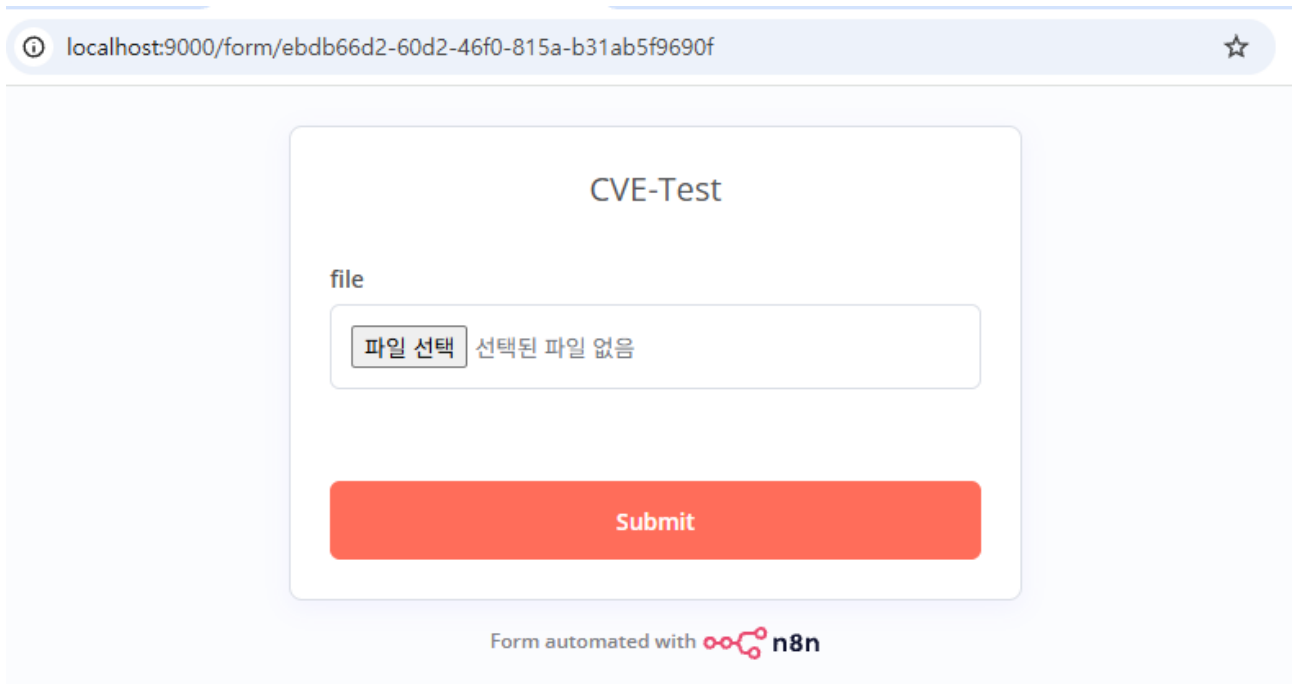 localhost:9000/form/ebdb66d2-60d2-46f0-815a-b31ab5f9690f
CVE-Test
file
파일 선택 선택된 파일 없음
Submit
Form automated with n8n